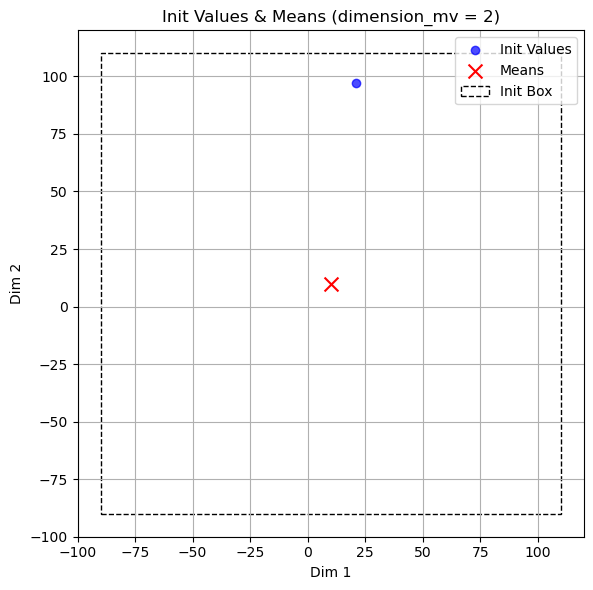 Init Values & Means (dimension_mv = 2)
Init Values
Means
Init Box
100
75
50
25
0
−25
−50
−75
−100
Dim 2
−100 −75 −50 −25 0 25 50 75 100
Dim 1